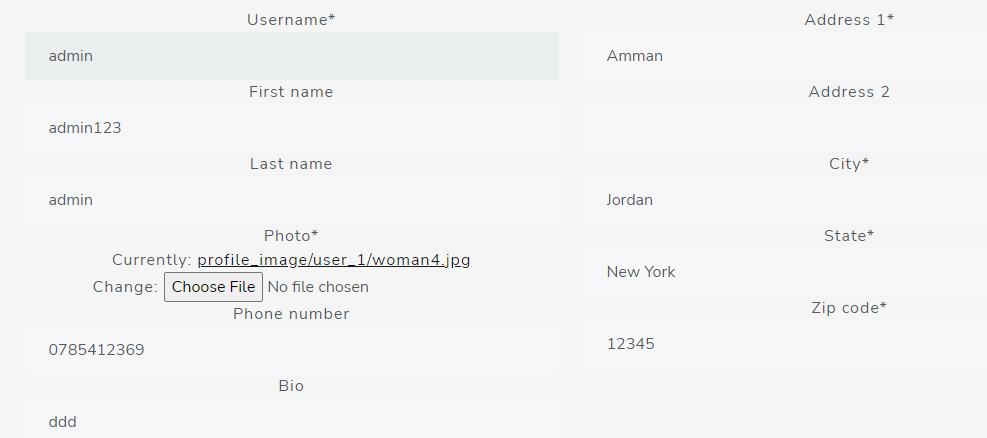 Username*
admin
First name
admin123
Last name
admin
Photo*
Currently: profile_image/user_1/woman4.jpg
Change: Choose File No file chosen
Phone number
0785412369
Bio
ddd
Address 1*
Amman
Address 2
City*
Jordan
State*
New York
Zip code*
12345